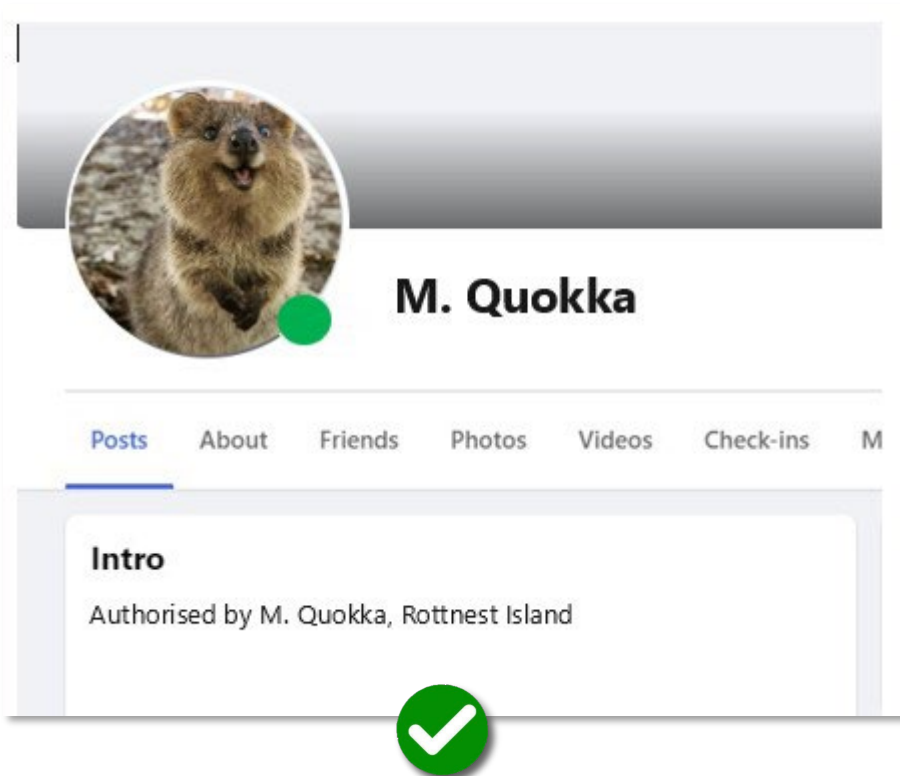 M. Quokka
Posts About Friends Photos Videos Check-ins M
Intro
Authorised by M. Quokka, Rottnest Island